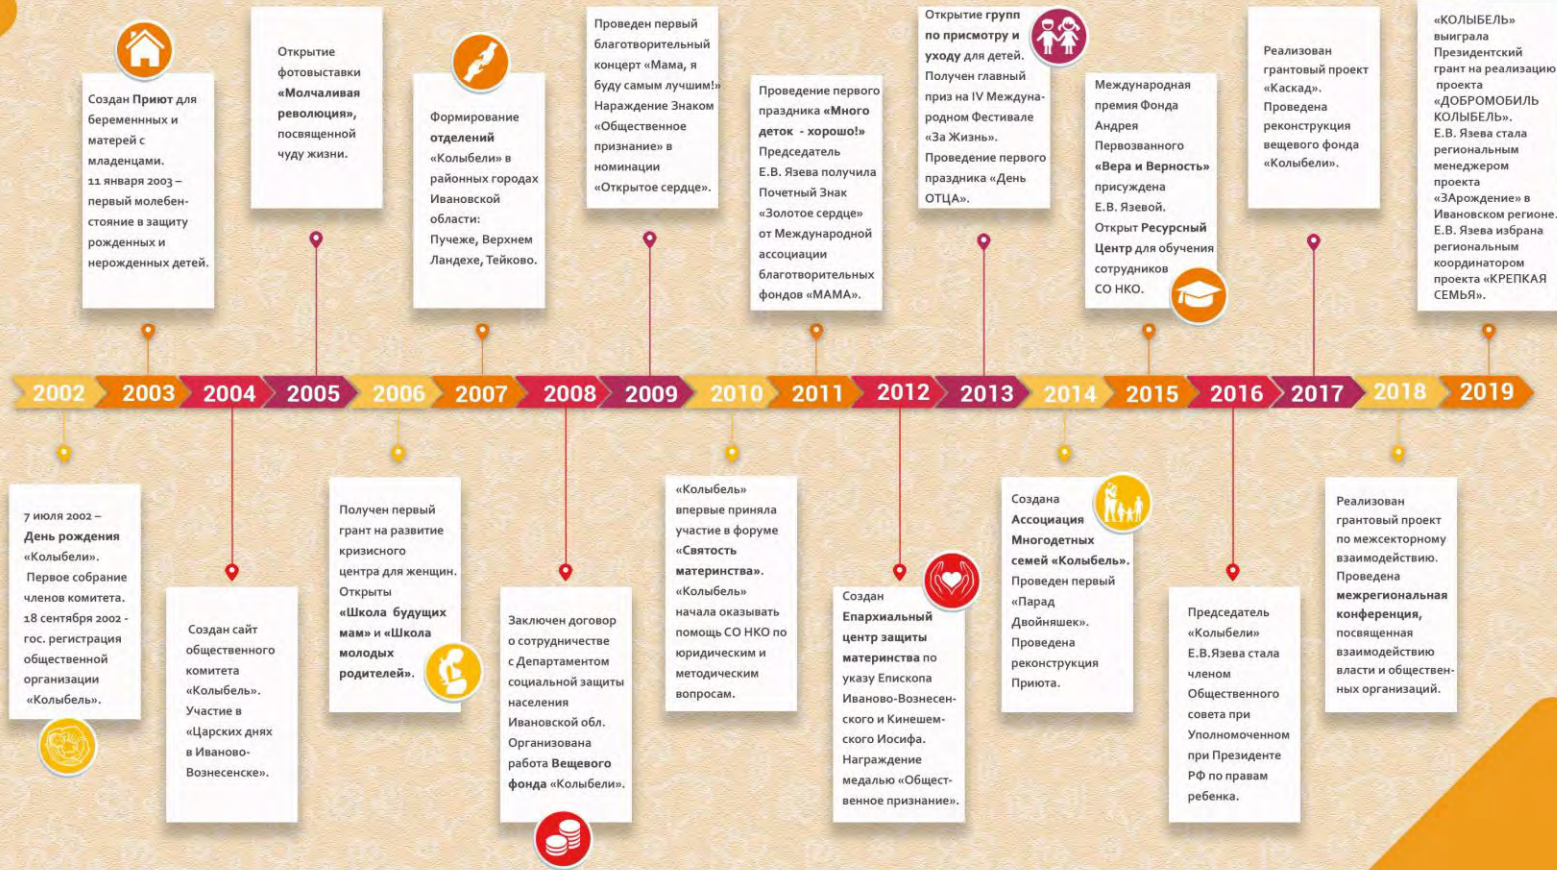 Создан Приют для
беременнных и
матерей с
младенцами.
11 января 2003 –
первый молебен-
стояние в защиту
рожденных и
нерожденных детей.
Открытие
фотовыставки
«Молчаливая
революция»,
посвященной
чуду жизни.
Формирование
отделений
«Колыбели» в
районных городах
Ивановской
области:
Пучеже, Верхнем
Ландехе, Тейково.
Проведен первый
благотворительный
концерт «Мама, я
буду самым лучшим!»
Нараждение Знаком
«Общественное
признание» в
номинации
«Открытое сердце».
Проведение первого
праздника «Много
деток - хорошо!»
Председатель
Е.В. Язева получила
Почетный Знак
«Золотое сердце»
от Международной
ассоциации
благотворительных
фондов «МАМА».
Открытие групп
по присмотру и
уходу для детей.
Получен главный
приз на IV Междуна-
родном Фестивале
«За Жизнь».
Проведение первого
праздника «День
ОТЦА».
Международная
премия Фонда
Андрея
Первозванного
«Вера и Верность»
присуждена
Е.В. Язевой.
Открыт Ресурсный
Центр для обучения
сотрудников
СО НКО.
Реализован
грантовый проект
«Каскад».
Проведена
реконструкция
вещевого фонда
«Колыбели».
«КОЛЫБЕЛЬ»
выиграла
Президентский
грант на реализацию
проекта
«ДОБРОМОБИЛЬ
КОЛЫБЕЛЬ».
Е.В. Язева стала
региональным
менеджером
проекта
«ЗАрождение» в
Ивановском регионе.
Е.В. Язева избрана
региональным
координатором
проекта «КРЕПКАЯ
СЕМЬЯ».
2002 2003 2004 2005 2006 2007 2008 2009 2010 2011 2012 2013 2014 2015 2016 2017 2018 2019
7 июля 2002 –
День рождения
«Колыбели».
Первое собрание
членов комитета.
18 сентября 2002 -
гос. регистрация
общественной
организации
«Колыбель».
Создан сайт
общественного
комитета
«Колыбель».
Участие в
«Царских днях
в Иваново-
Вознесенске».
Получен первый
грант на развитие
кризисного
центра для женщин.
Открыты
«Школа будущих
мам» и «Школа
молодых
родителей».
Заключен договор
о сотрудничестве
с Департаментом
социальной защиты
населения
Ивановской обл.
Организована
работа Вещевого
фонда «Колыбели».
«Колыбель»
впервые приняла
участие в форуме
«Святость
материнства».
«Колыбель»
начала оказывать
помощь СО НКО по
юридическим и
методическим
вопросам.
Создан
Епархиальный
центр защиты
материнства по
указу Епископа
Иваново-Вознесен-
ского и Кинешем-
ского Иосифа.
Награждение
медалью «Общест-
венное признание».
Создана
Ассоциация
Многодетных
семей «Колыбель».
Проведен первый
«Парад
Двойняшек».
Проведена
реконструкция
Приюта.
Председатель
«Колыбели»
Е.В.Язева стала
членом
Общественного
совета при
Уполномоченном
при Президенте
РФ по правам
ребенка.
Реализован
грантовый проект
по межсекторному
взаимодействию.
Проведена
межрегиональная
конференция,
посвященная
взаимодействию
власти и обществен-
ных организаций.